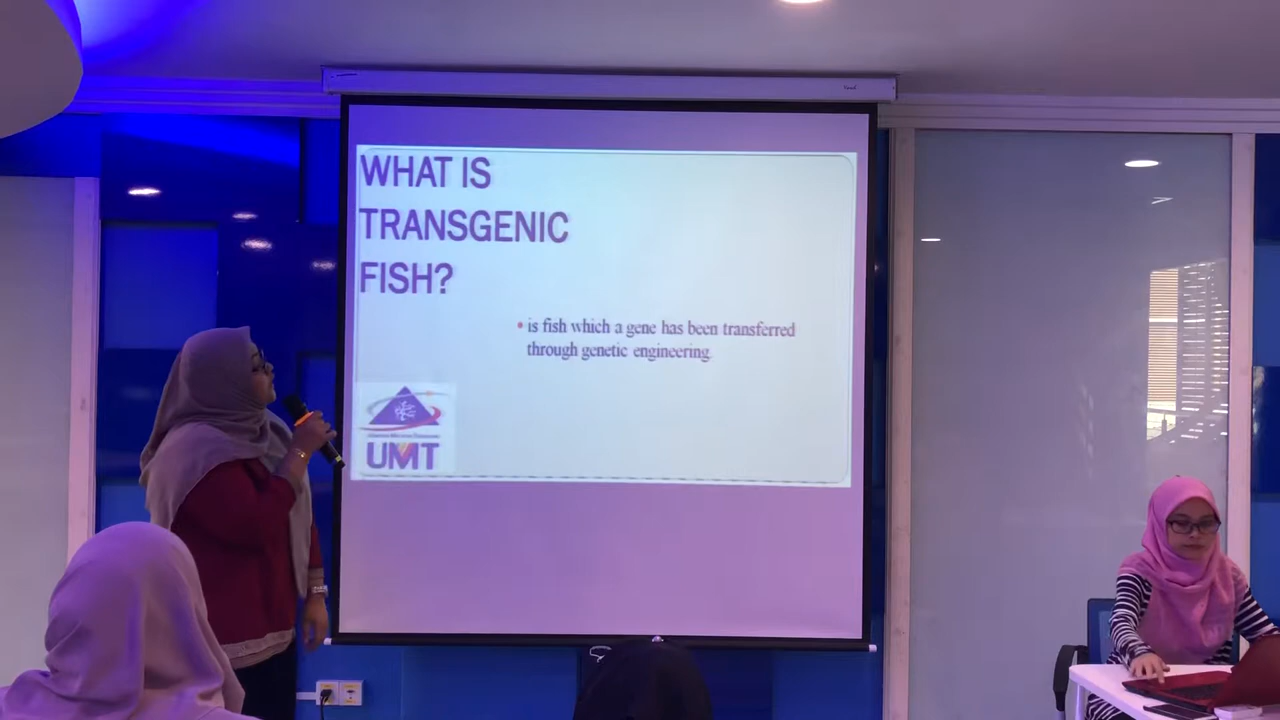 WHAT IS
TRANSGENIC
FISH?
• is fish which a gene has been transferred
through genetic engineering.
UMT